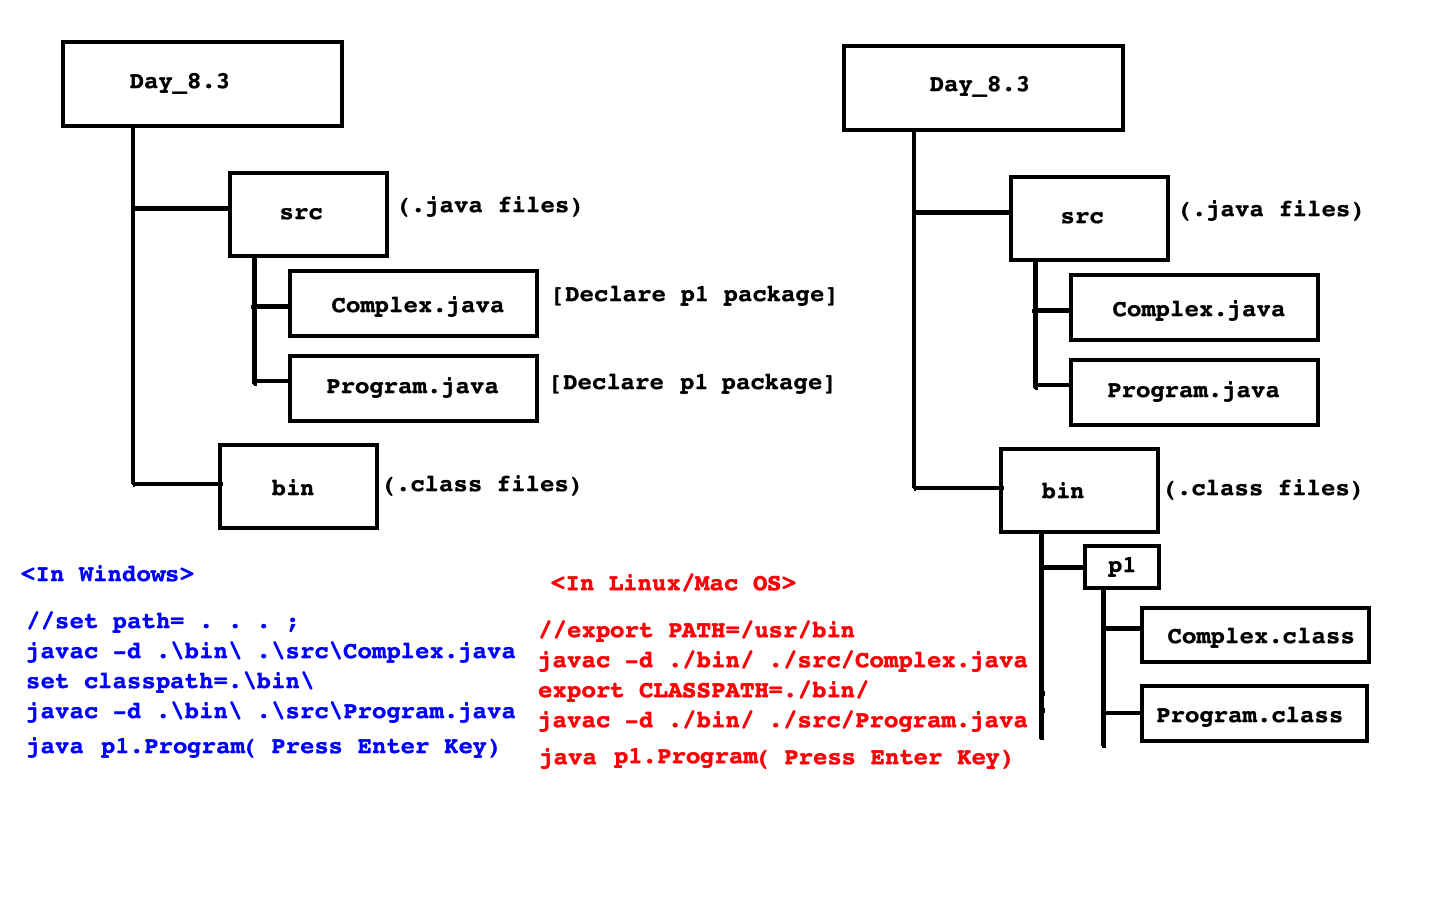 Day_8.3
src
(.java files)
Complex.java
[Declare p1 package]
Program.java
[Declare p1 package]
bin
(.class files)
<In Windows>
//set path= . . . ;
javac -d .\bin\ .\src\Complex.java
set classpath=.\bin\
javac -d .\bin\ .\src\Program.java
java p1.Program( Press Enter Key)
<In Linux/Mac OS>
//export PATH=/usr/bin
javac -d ./bin/ ./src/Complex.java
export CLASSPATH=./bin/
javac -d ./bin/ ./src/Program.java
java p1.Program( Press Enter Key)
Day_8.3
src
(.java files)
Complex.java
Program.java
bin
(.class files)
p1
Complex.class
Program.class